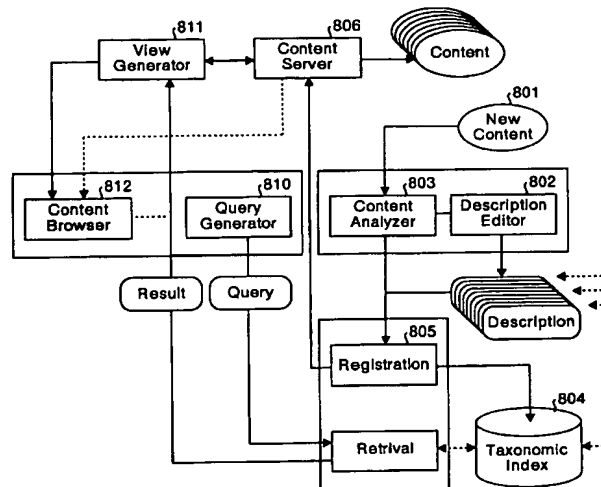 811
View
Generator
806
Content
Server
Content
801
New
Content
812
Content
Browser
810
Query
Generator
803
Content
Analyzer
802
Description
Editor
Result
Query
Description
805
Registration
804
Retrival
Taxonomic
Index